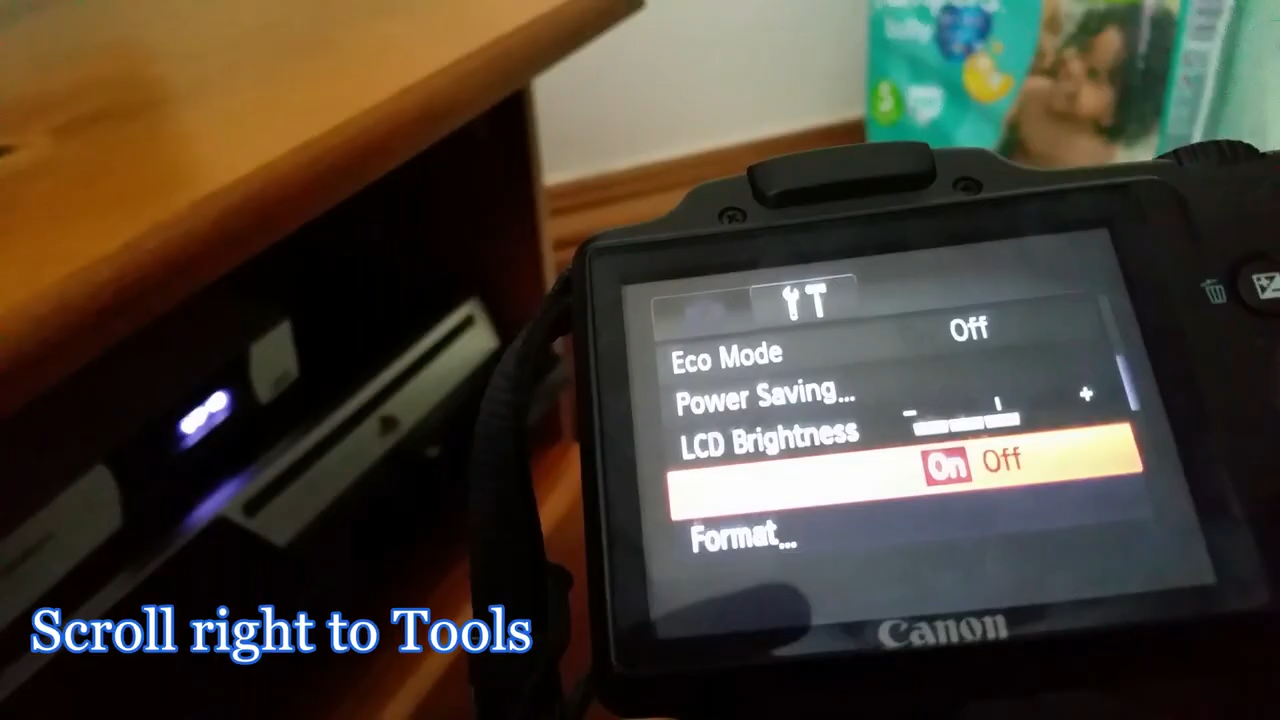 Eco Mode Off
Power Saving...
LCD Brightness
On Off
Format...
Canon
Scroll right to Tools